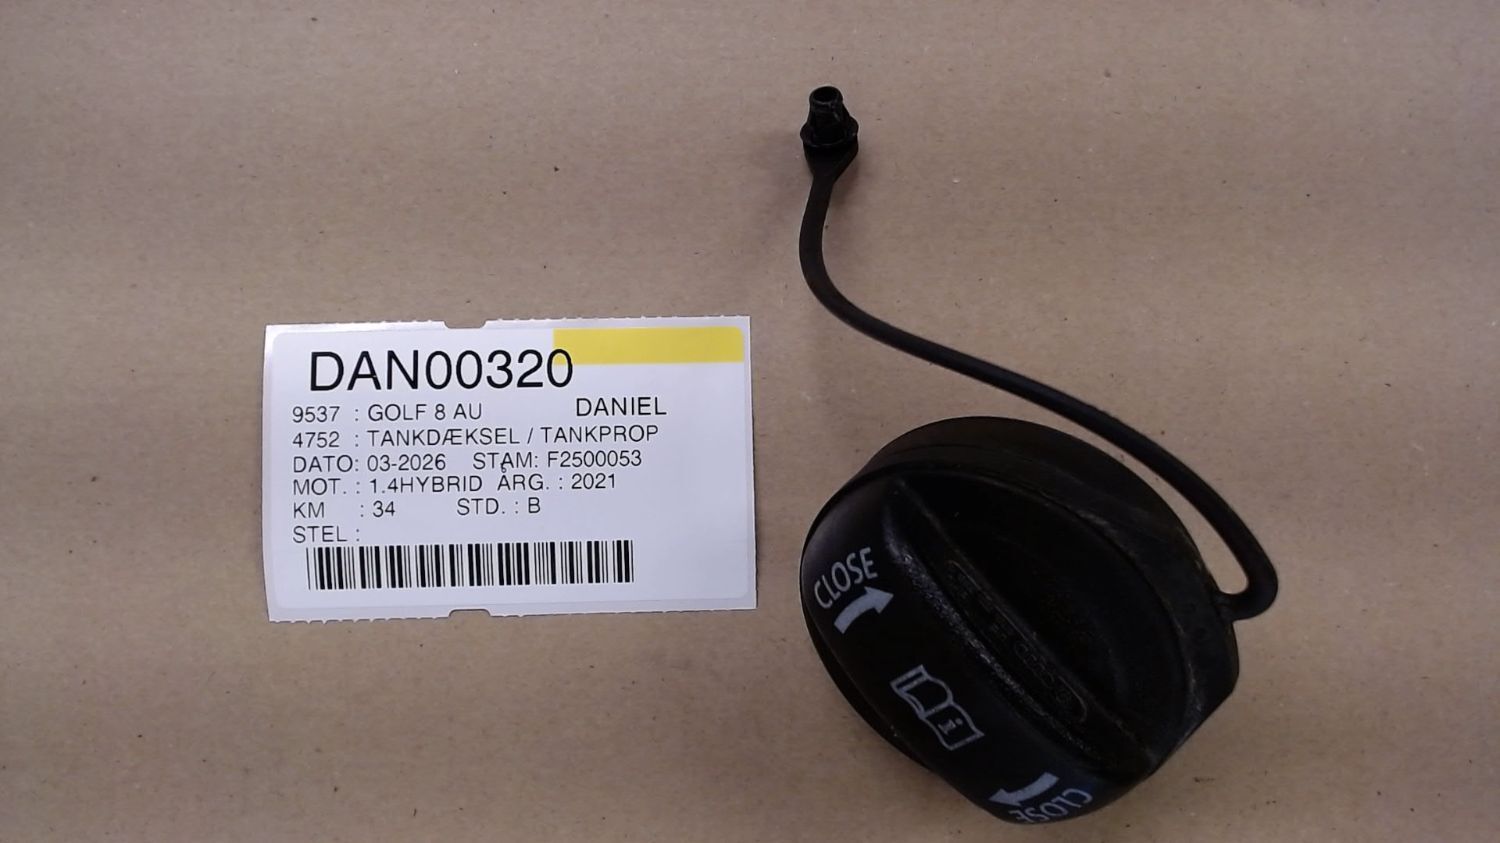 DAN00320
9537 : GOLF 8 AU DANIEL
4752 : TANKDÆKSEL / TANKPROP
DATO: 03-2026 STAM: F2500053
MOT. : 1.4HYBRID ÅRG. : 2021
KM : 34 STD. : B
STEL :
CLOSE
i
CLOSE